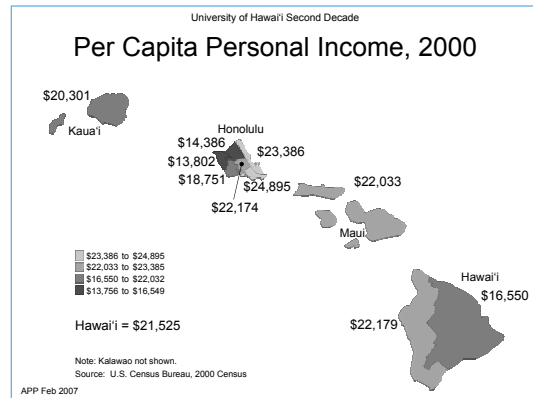 University of Hawai‘i Second Decade
Per Capita Personal Income, 2000
$20,301
Kaua‘i
Honolulu
$14,386
$23,386
$13,802
$18,751
$24,895
$22,033
$22,174
Maui
$23,386 to $24,895
$22,033 to $23,385
$16,550 to $22,032
$13,756 to $16,549
Hawai‘i
$16,550
$22,179
Hawai‘i = $21,525
Note: Kalawao not shown.
Source: U.S. Census Bureau, 2000 Census
APP Feb 2007